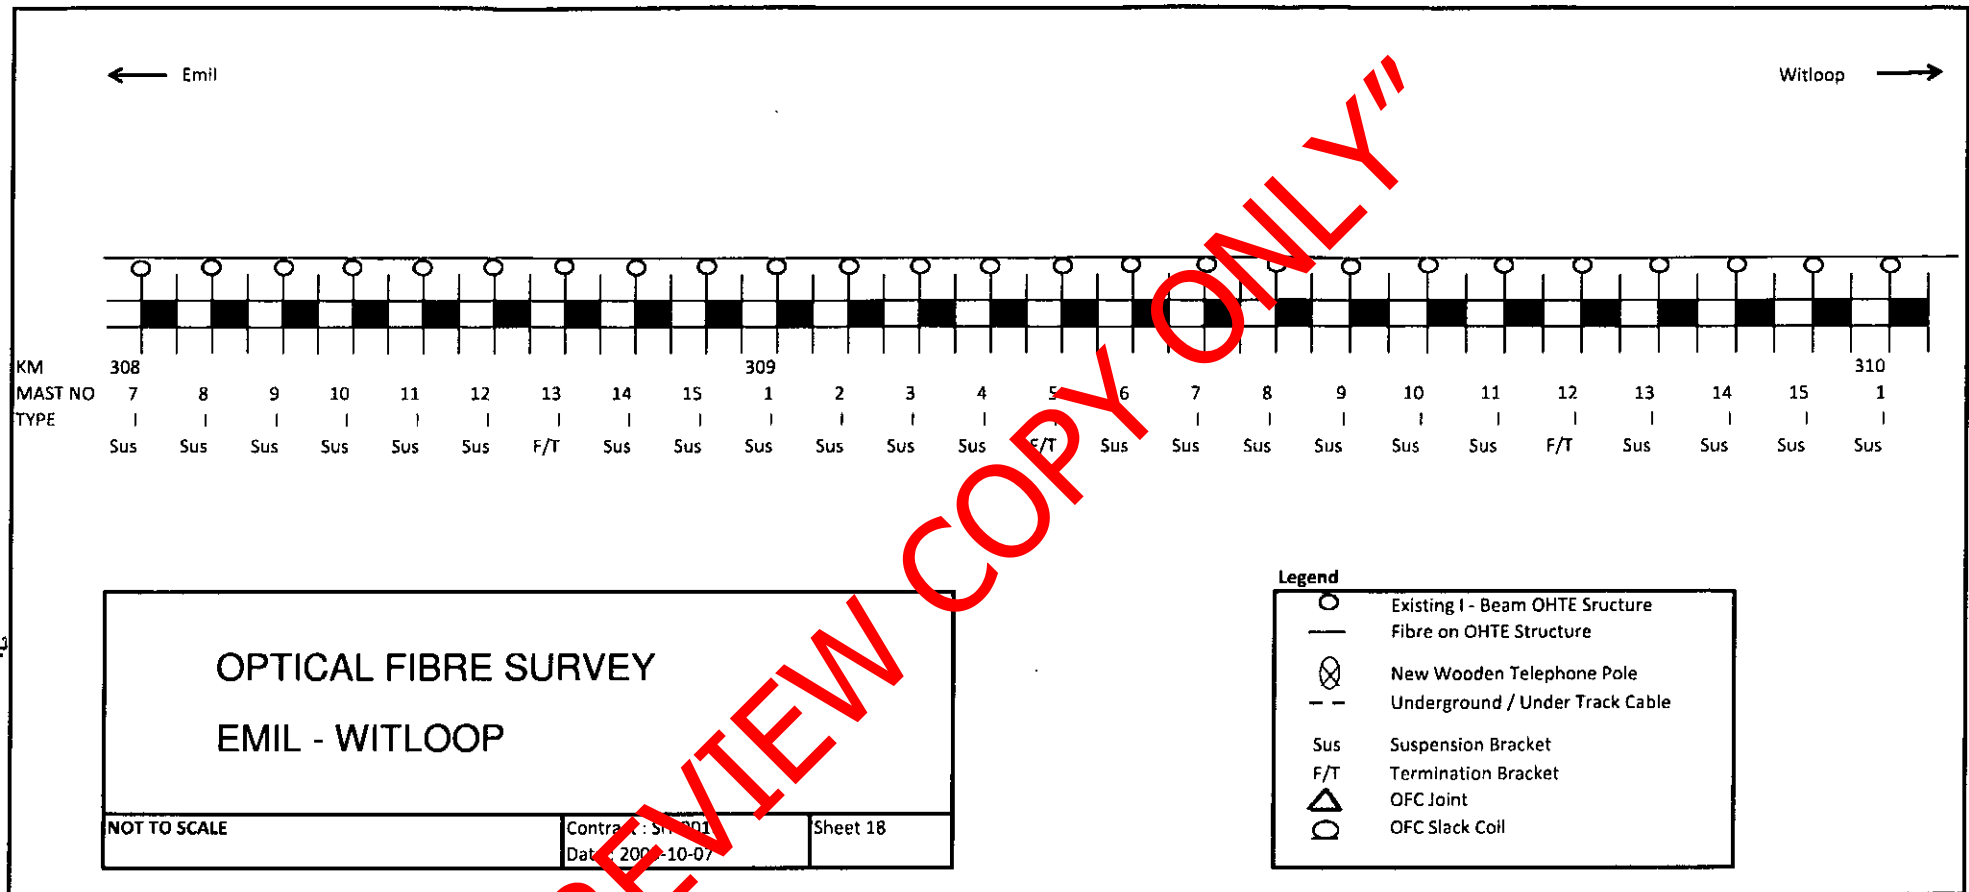 Emil
Witloop
KM 308 309 310
MAST NO 7 8 9 10 11 12 13 14 15 1 2 3 4 5 6 7 8 9 10 11 12 13 14 15 1
TYPE I I I I I I I I I I I I I I I I I I I I I I I I I
Sus Sus Sus Sus Sus Sus F/T Sus Sus Sus Sus Sus Sus F/T Sus Sus Sus Sus Sus Sus F/T Sus Sus Sus Sus
REVIEW COPY ONLY"
OPTICAL FIBRE SURVEY
EMIL - WITLOOP
NOT TO SCALE
Contract :
Sheet 18
Date :
Legend
Existing I - Beam OHTE Sructure
Fibre on OHTE Structure
New Wooden Telephone Pole
Underground / Under Track Cable
Sus Suspension Bracket
F/T Termination Bracket
OFC Joint
OFC Slack Coil